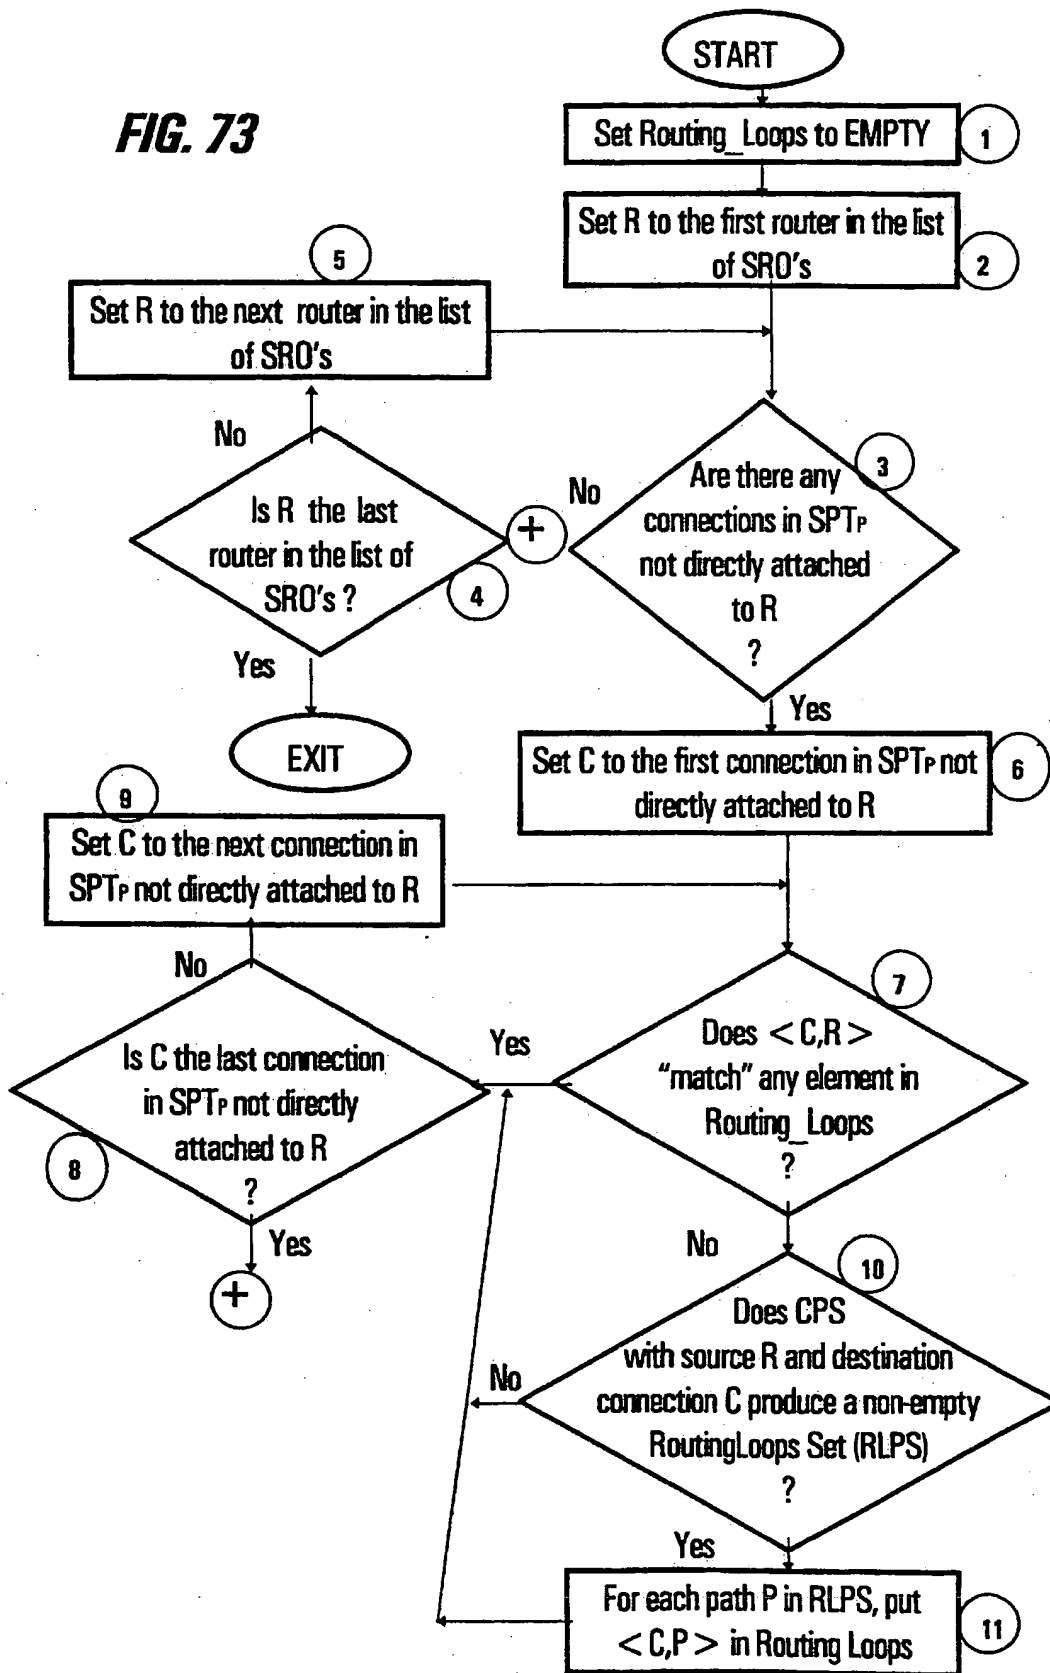 FIG. 73
START
Set Routing_Loops to EMPTY
1
Set R to the first router in the list
of SRO's
2
5
Set R to the next router in the list
of SRO's
No
Is R the last
router in the list of
SRO's ?
4
Yes
EXIT
+
No
3
Are there any
connections in SPTP
not directly attached
to R
?
Yes
Set C to the first connection in SPTP not
directly attached to R
6
9
Set C to the next connection in
SPTP not directly attached to R
No
Is C the last connection
in SPTP not directly
attached to R
?
8
Yes
+
7
Does <C,R>
"match" any element in
Routing_Loops
?
Yes
No
10
Does CPS
with source R and destination
connection C produce a non-empty
RoutingLoops Set (RLPS)
?
No
Yes
For each path P in RLPS, put
<C,P> in Routing Loops
11